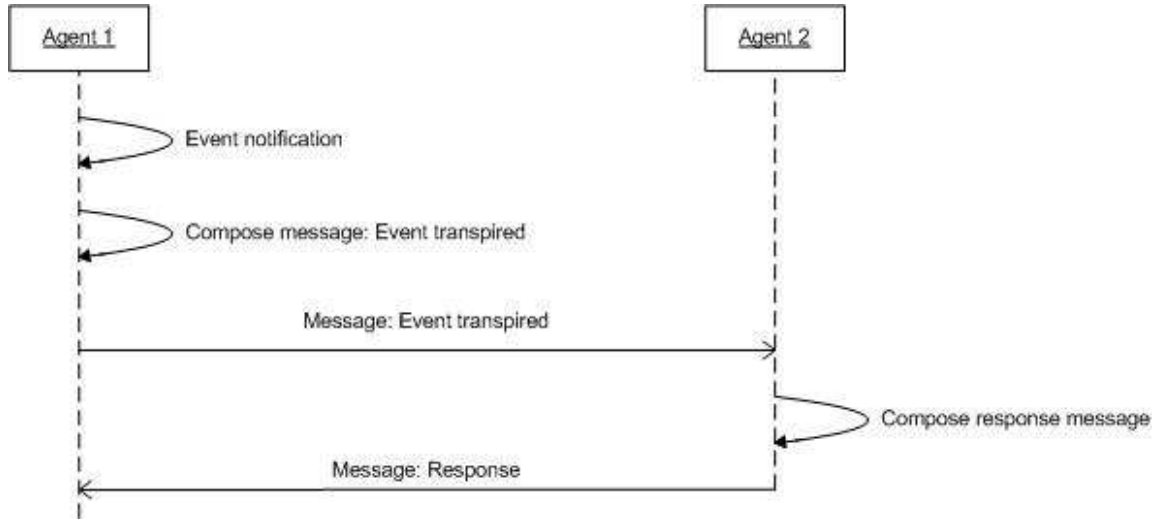 Agent 1
Agent 2
Event notification
Compose message: Event transpired
Message: Event transpired
Compose response message
Message: Response